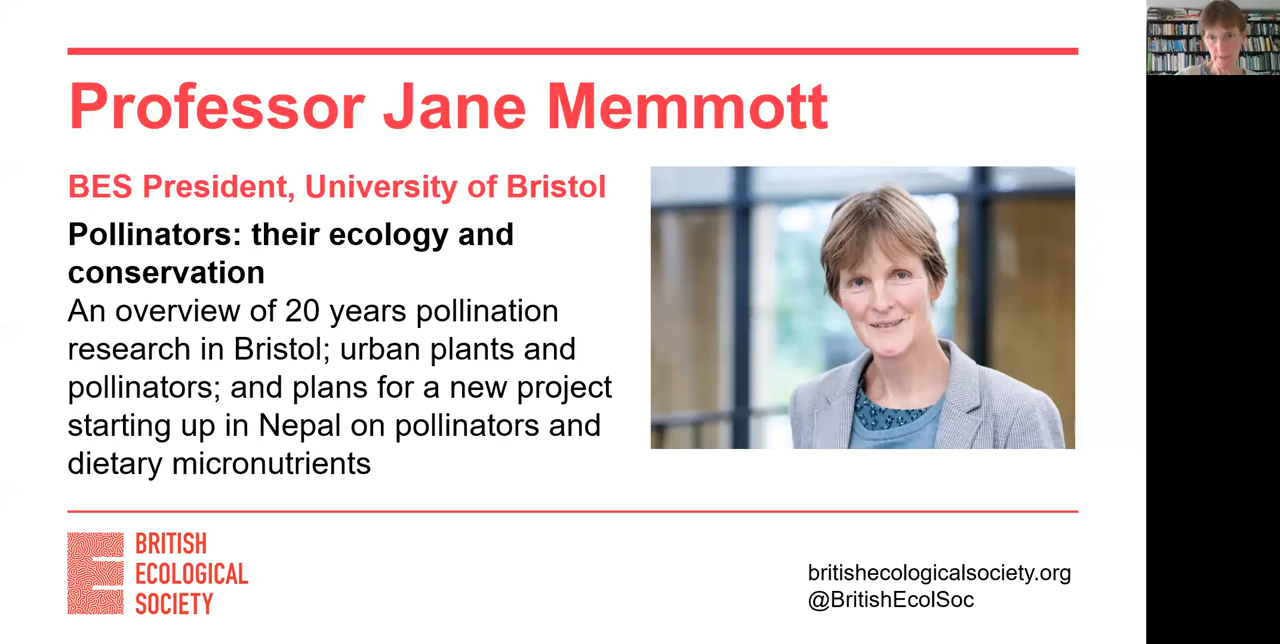 Professor Jane Memmott
BES President, University of Bristol
Pollinators: their ecology and
conservation
An overview of 20 years pollination
research in Bristol; urban plants and
pollinators; and plans for a new project
starting up in Nepal on pollinators and
dietary micronutrients
BRITISH
ECOLOGICAL
SOCIETY
britishecologicalsociety.org
@BritishEcolSoc